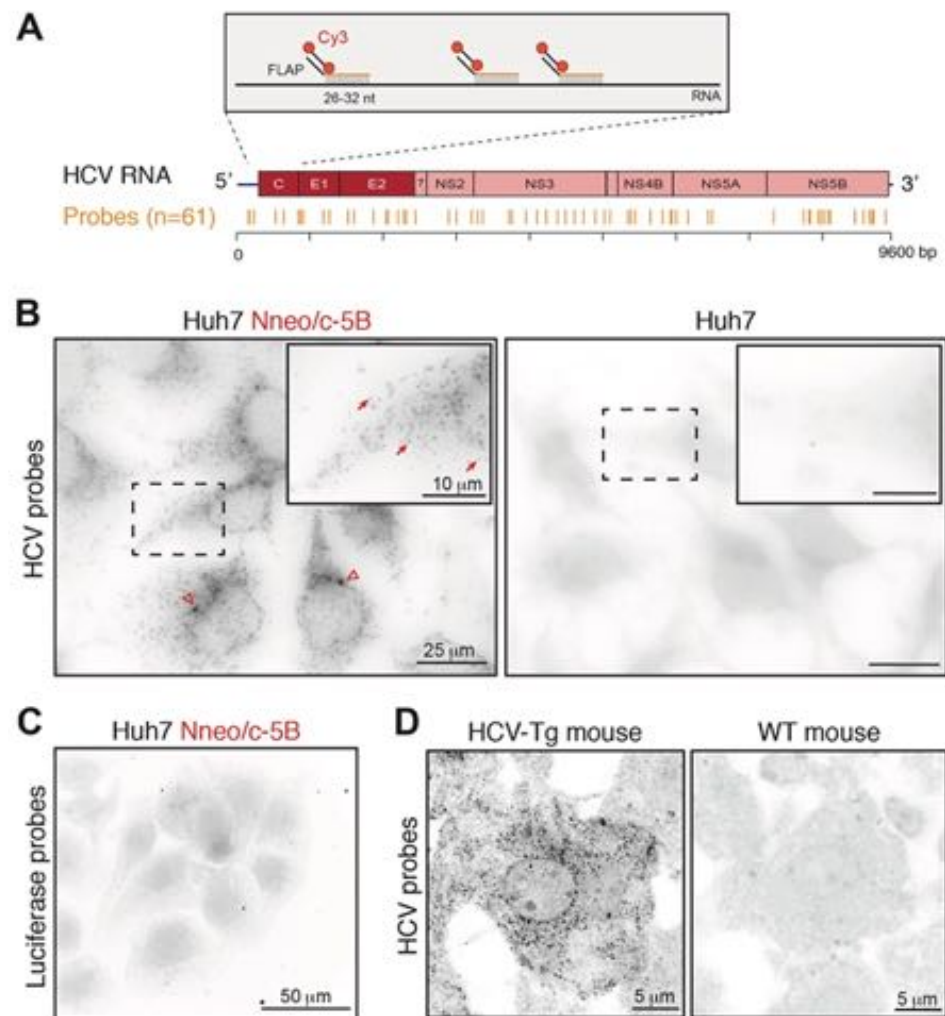 A
Cy3
FLAP
26-32 nt
RNA
HCV RNA
5' C E1 E2 7 NS2 NS3 NS4B NS5A NS5B 3'
Probes (n=61)
0
9600 bp
B
Huh7 Nneo/c-5B
Huh7
HCV probes
10 μm
25 μm
C
Huh7 Nneo/c-5B
Luciferase probes
50 μm
D
HCV-Tg mouse
WT mouse
HCV probes
5 μm
5 μm